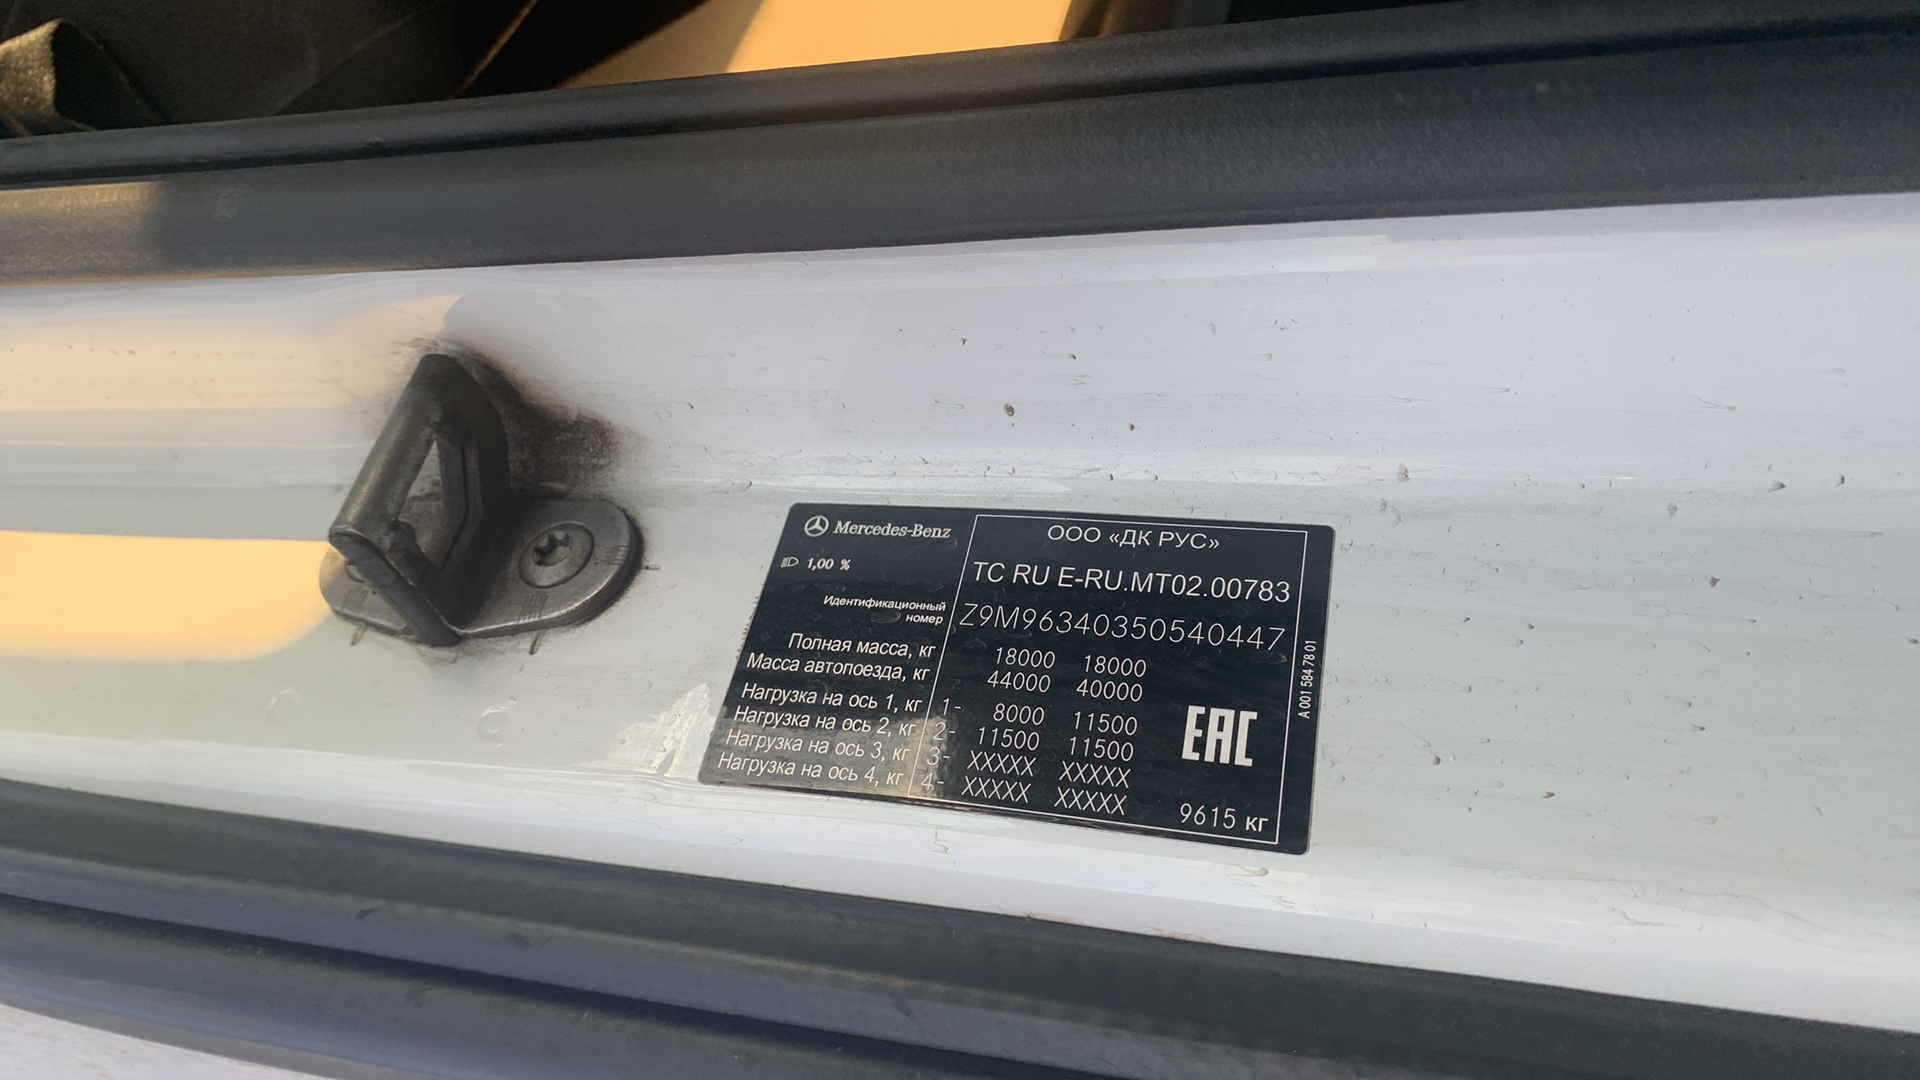 Mercedes-Benz
1,00 %
ООО «ДК РУС»
TC RU E-RU.MT02.00783
Идентификационный
номер
Z9M96340350540447
Полная масса, кг 18000 18000
Масса автопоезда, кг 44000 40000
Нагрузка на ось 1, кг 1- 8000 11500
Нагрузка на ось 2, кг 2- 11500 11500
Нагрузка на ось 3, кг 3- XXXXX XXXXX
Нагрузка на ось 4, кг 4- XXXXX XXXXX
EAC
9615 кг
A 001 584 78 01